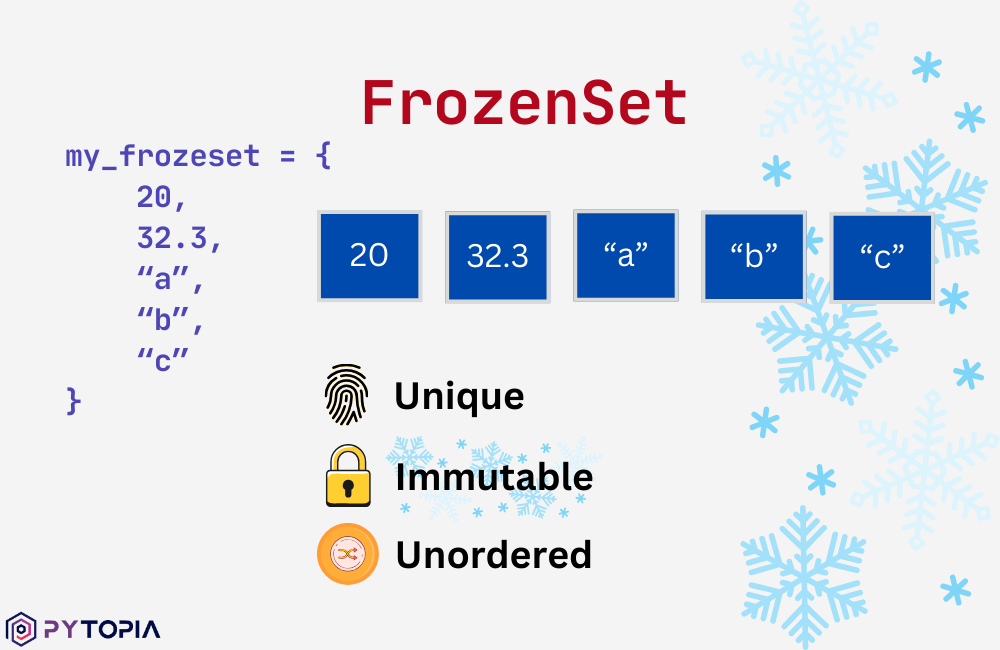 FrozenSet
my_frozeset = {
20,
32.3,
“a”,
“b”,
“c”
}
20
32.3
“a”
“b”
“c”
Unique
Immutable
Unordered
PYTOPIA